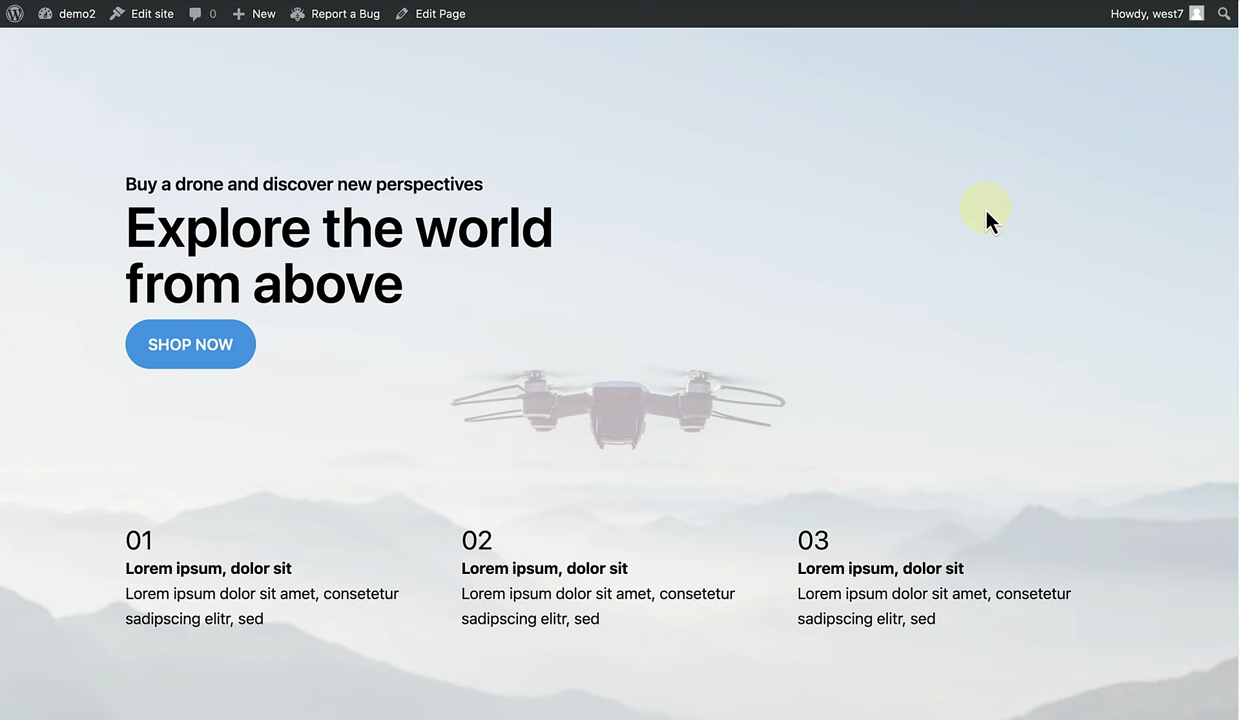 demo2 Edit site 0 New Report a Bug Edit Page Howdy, west7
Buy a drone and discover new perspectives
Explore the world
from above
SHOP NOW
01
Lorem ipsum, dolor sit
Lorem ipsum dolor sit amet, consetetur
sadipscing elitr, sed
02
Lorem ipsum, dolor sit
Lorem ipsum dolor sit amet, consetetur
sadipscing elitr, sed
03
Lorem ipsum, dolor sit
Lorem ipsum dolor sit amet, consetetur
sadipscing elitr, sed